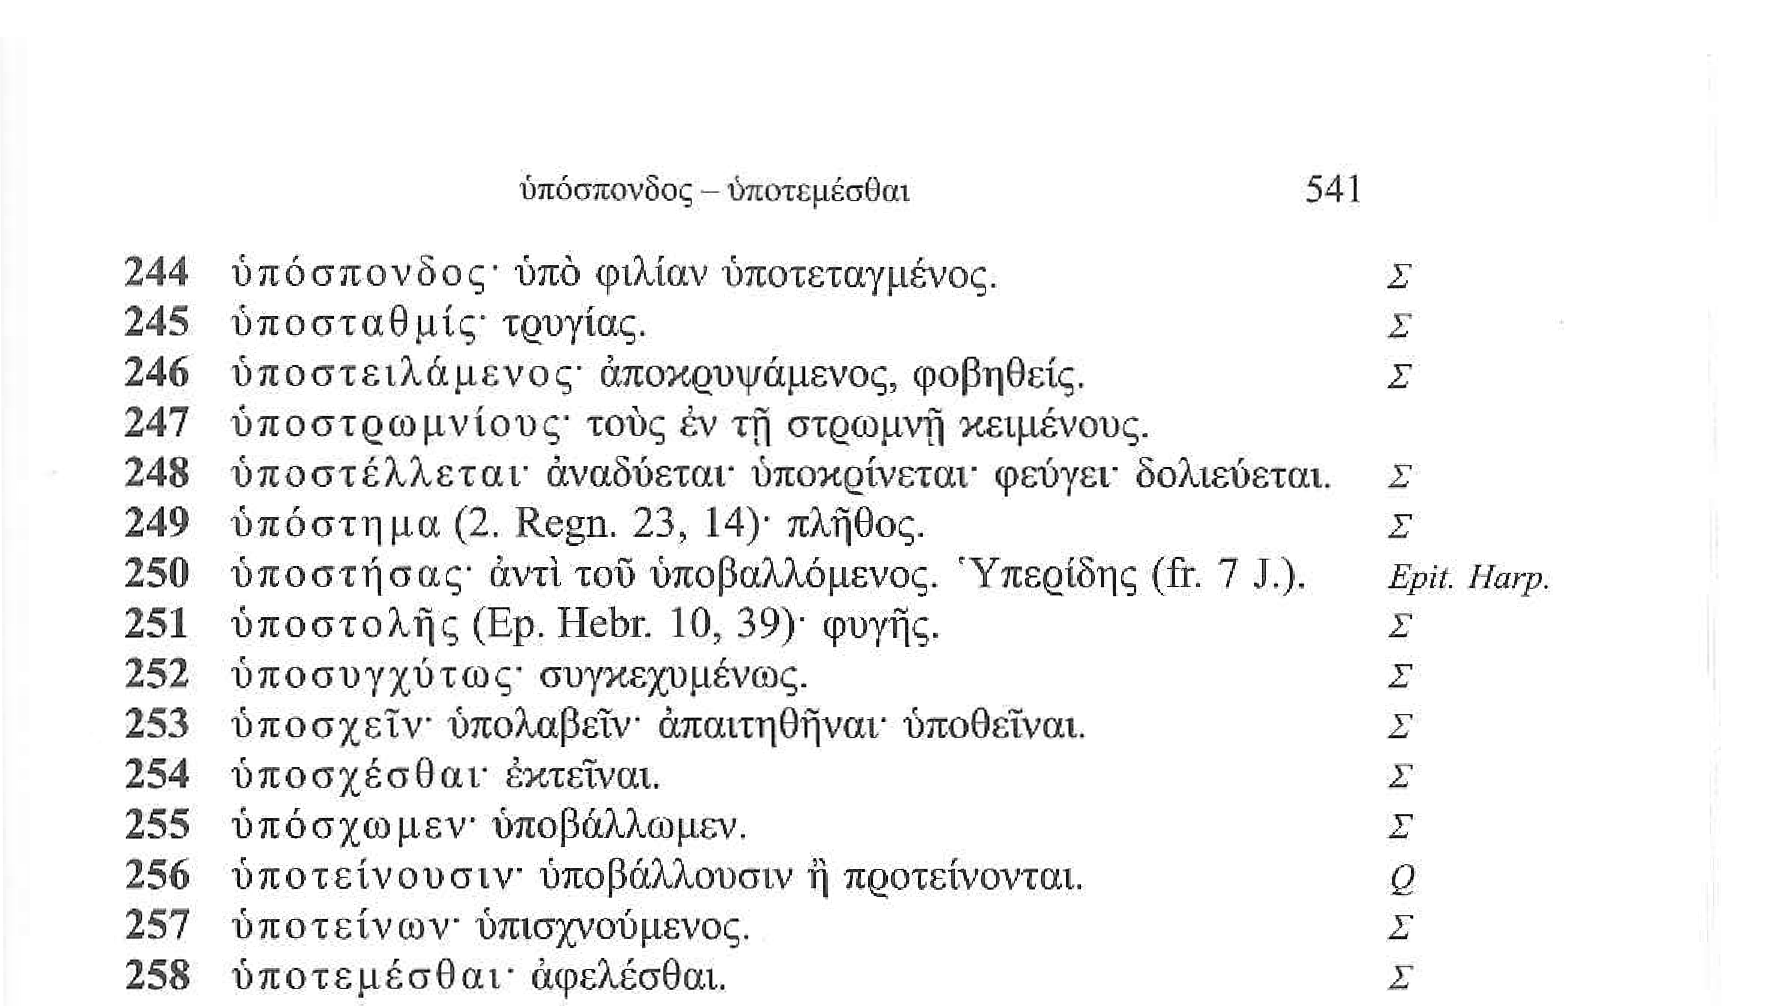 ὑπόσπονδος – ὑποτεμέσθαι 541
244 ὑπόσπονδος· ὑπὸ φιλίαν ὑποτεταγμένος. Σ
245 ὑποσταθμίς· τρυγίας. Σ
246 ὑποστειλάμενος· ἀποκρυψάμενος, φοβηθείς. Σ
247 ὑποστρωμνίους· τοὺς ἐν τῇ στρωμνῇ κειμένους.
248 ὑποστέλλεται· ἀναδύεται· ὑποκρίνεται· φεύγει· δολιεύεται. Σ
249 ὑπόστημα (2. Regn. 23, 14)· πλῆθος. Σ
250 ὑποστήσας· ἀντὶ τοῦ ὑποβαλλόμενος. Ὑπερίδης (fr. 7 J.). Epit. Harp.
251 ὑποστολῆς (Ep. Hebr. 10, 39)· φυγῆς. Σ
252 ὑποσυγχύτως· συγκεχυμένως. Σ
253 ὑποσχεῖν· ὑπολαβεῖν· ἀπαιτηθῆναι· ὑποθεῖναι. Σ
254 ὑποσχέσθαι· ἐκτεῖναι. Σ
255 ὑπόσχωμεν· ὑποβάλλωμεν. Σ
256 ὑποτείνουσιν· ὑποβάλλουσιν ἢ προτείνονται. Q
257 ὑποτείνων· ὑπισχνούμενος. Σ
258 ὑποτεμέσθαι· ἀφελέσθαι. Σ